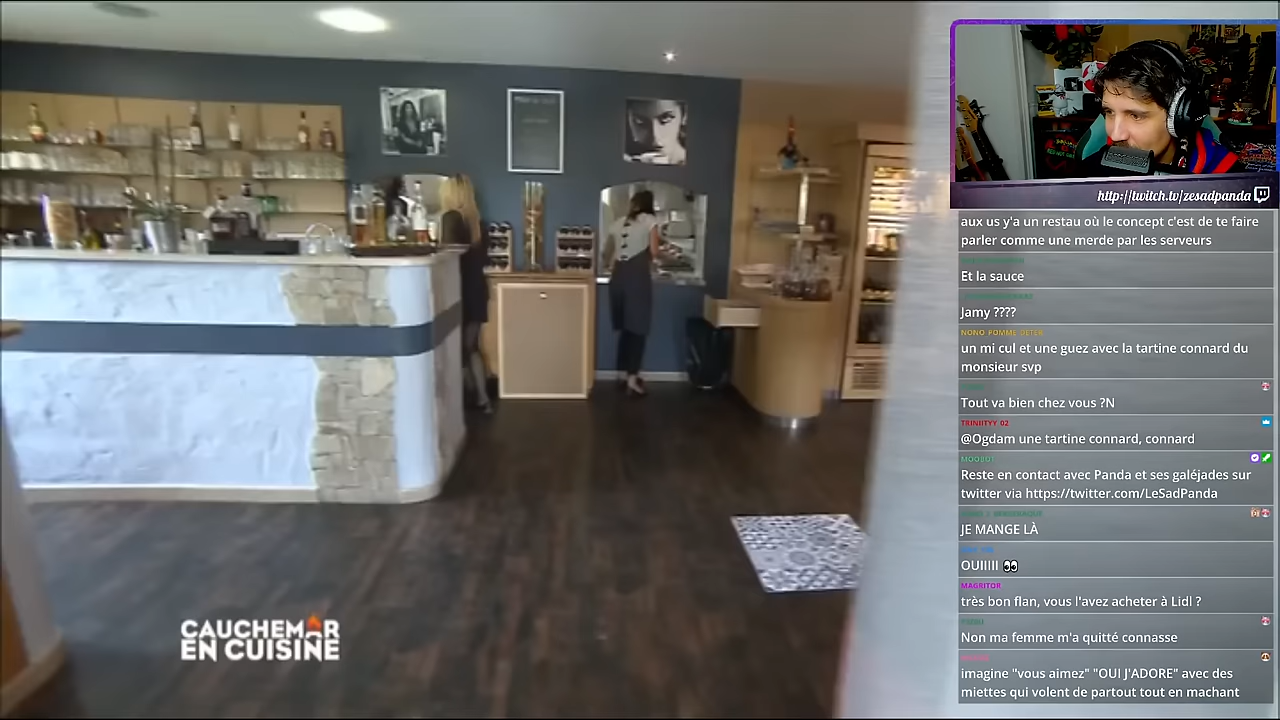 http://twitch.tv/zesadpanda
aux us y'a un restau où le concept c'est de te faire
parler comme une merde par les serveurs
Et la sauce
Jamy ????
NONO POMME DETER
un mi cul et une guez avec la tartine connard du
monsieur svp
Tout va bien chez vous ?N
TRINIITYY 02
@Ogdam une tartine connard, connard
MOOBOT
Reste en contact avec Panda et ses galéjades sur
twitter via https://twitter.com/LeSadPanda
JE MANGE LÀ
OUIIIII
MAGRITOR
très bon flan, vous l'avez acheter à Lidl ?
Non ma femme m'a quitté connasse
imagine "vous aimez" "OUI J'ADORE" avec des
miettes qui volent de partout tout en machant
CAUCHEMAR
EN CUISINE